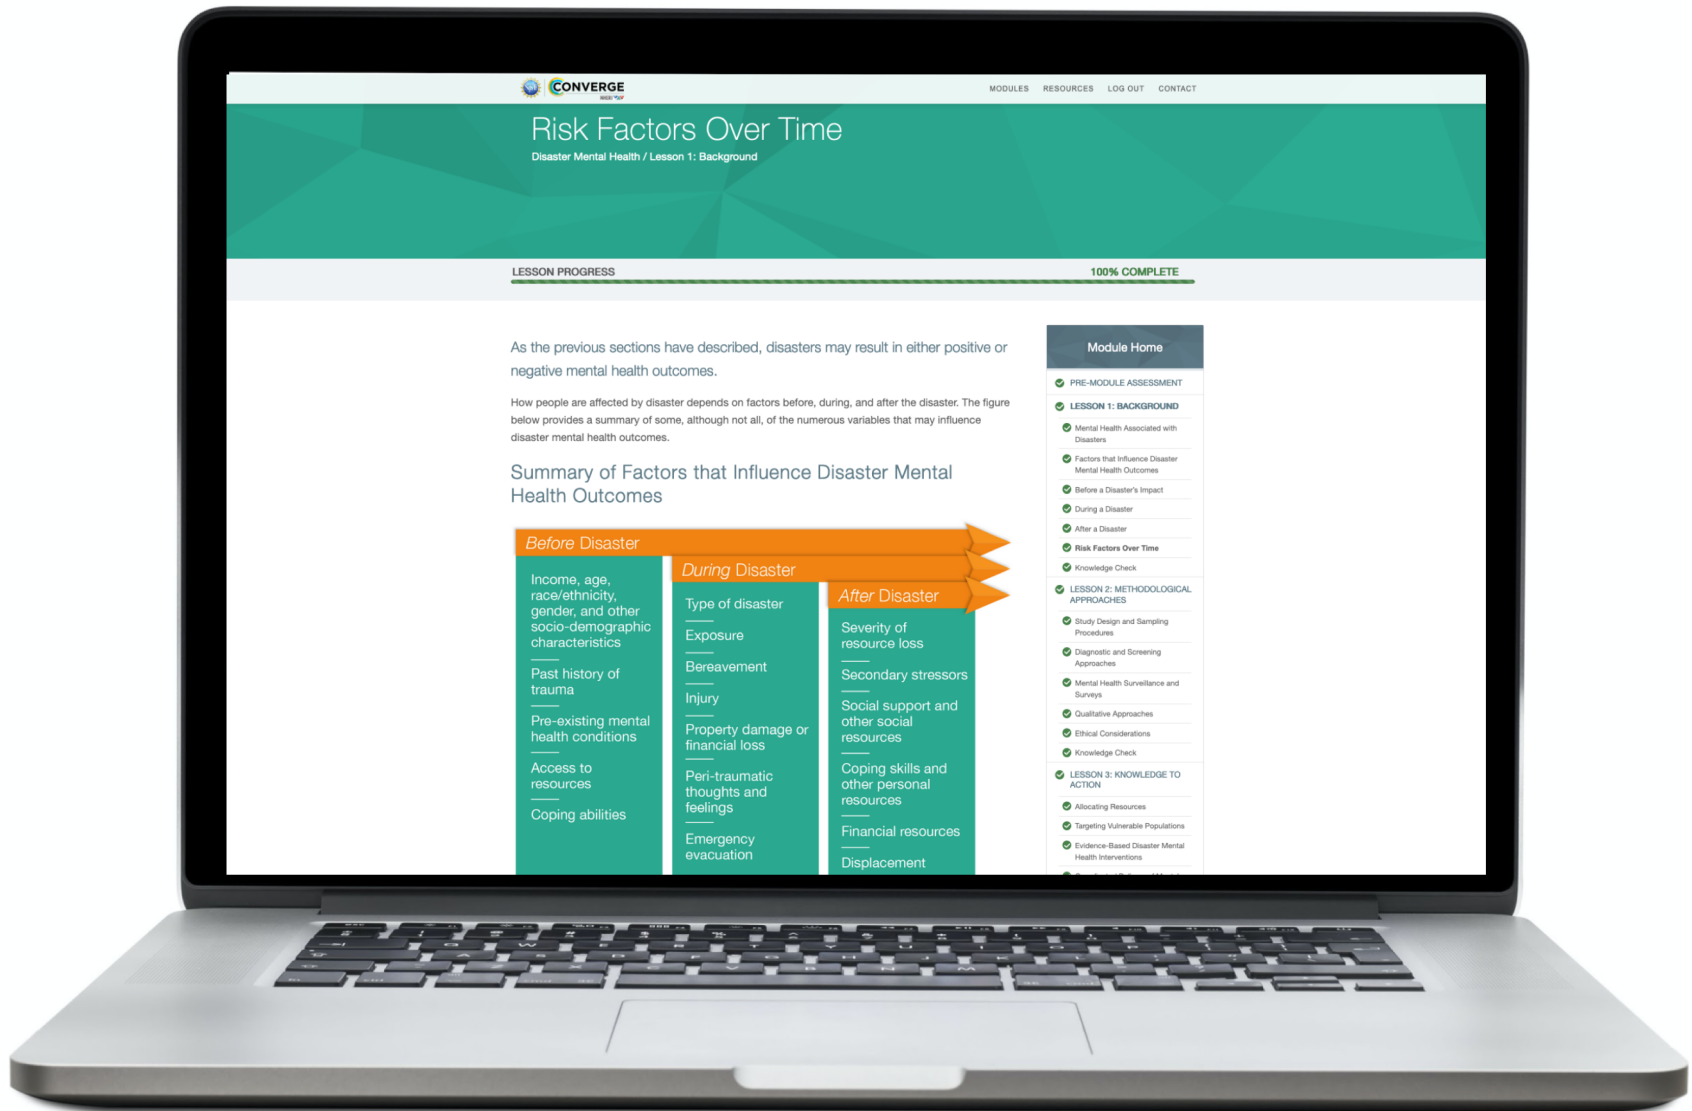 CONVERGE
MODULES RESOURCES LOG OUT CONTACT
Risk Factors Over Time
Disaster Mental Health / Lesson 1: Background
LESSON PROGRESS
100% COMPLETE
As the previous sections have described, disasters may result in either positive or
negative mental health outcomes.
How people are affected by disaster depends on factors before, during, and after the disaster. The figure
below provides a summary of some, although not all, of the numerous variables that may influence
disaster mental health outcomes.
Summary of Factors that Influence Disaster Mental
Health Outcomes
Before Disaster
Income, age,
race/ethnicity,
gender, and other
socio-demographic
characteristics
Past history of
trauma
Pre-existing mental
health conditions
Access to
resources
Coping abilities
During Disaster
Type of disaster
Exposure
Bereavement
Injury
Property damage or
financial loss
Peri-traumatic
thoughts and
feelings
Emergency
evacuation
After Disaster
Severity of
resource loss
Secondary stressors
Social support and
other social
resources
Coping skills and
other personal
resources
Financial resources
Displacement
Module Home
PRE-MODULE ASSESSMENT
LESSON 1: BACKGROUND
Mental Health Associated with
Disasters
Factors that Influence Disaster
Mental Health Outcomes
Before a Disaster's Impact
During a Disaster
After a Disaster
Risk Factors Over Time
Knowledge Check
LESSON 2: METHODOLOGICAL
APPROACHES
Study Design and Sampling
Procedures
Diagnostic and Screening
Approaches
Mental Health Surveillance and
Surveys
Qualitative Approaches
Ethical Considerations
Knowledge Check
LESSON 3: KNOWLEDGE TO
ACTION
Allocating Resources
Targeting Vulnerable Populations
Evidence-Based Disaster Mental
Health Interventions